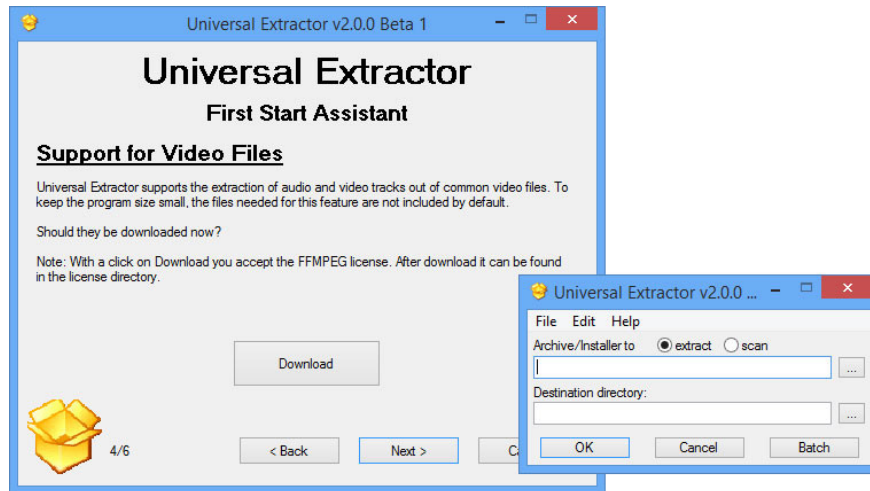 Universal Extractor v2.0.0 Beta 1
Universal Extractor
First Start Assistant
Support for Video Files
Universal Extractor supports the extraction of audio and video tracks out of common video files. To
keep the program size small, the files needed for this feature are not included by default.
Should they be downloaded now?
Note: With a click on Download you accept the FFMPEG license. After download it can be found
in the license directory.
Download
4/6
< Back
Next >
Universal Extractor v2.0.0 ...
File Edit Help
Archive/Installer to extract scan
...
Destination directory:
...
OK Cancel Batch